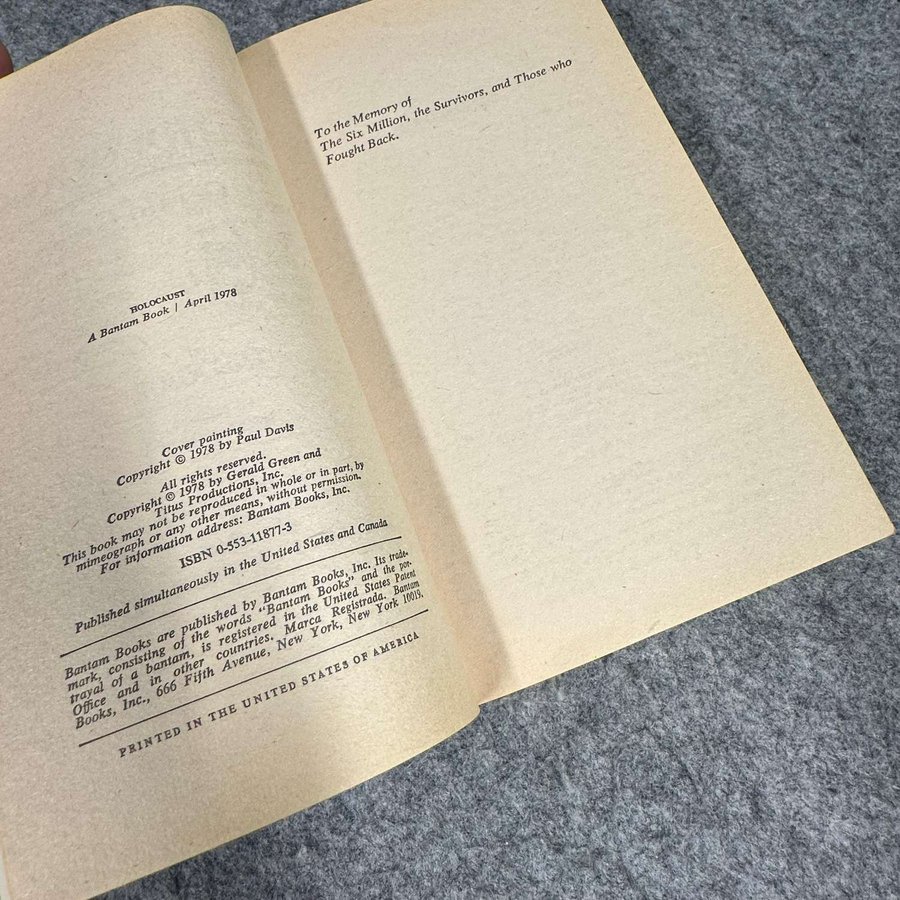 HOLOCAUST
A Bantam Book | April 1978
Cover painting
Copyright © 1978 by Paul Davis
All rights reserved.
Copyright © 1978 by Gerald Green and
Titus Productions, Inc.
This book may not be reproduced in whole or in part, by
mimeograph or any other means, without permission.
For information address: Bantam Books, Inc.
ISBN 0-553-11877-3
Published simultaneously in the United States and Canada
Bantam Books are published by Bantam Books, Inc. Its trade-
mark, consisting of the words "Bantam Books" and the por-
trayal of a bantam, is registered in the United States Patent
Office and in other countries. Marca Registrada. Bantam
Books, Inc., 666 Fifth Avenue, New York, New York 10019.
PRINTED IN THE UNITED STATES OF AMERICA
To the Memory of
The Six Million, the Survivors, and Those who
Fought Back.